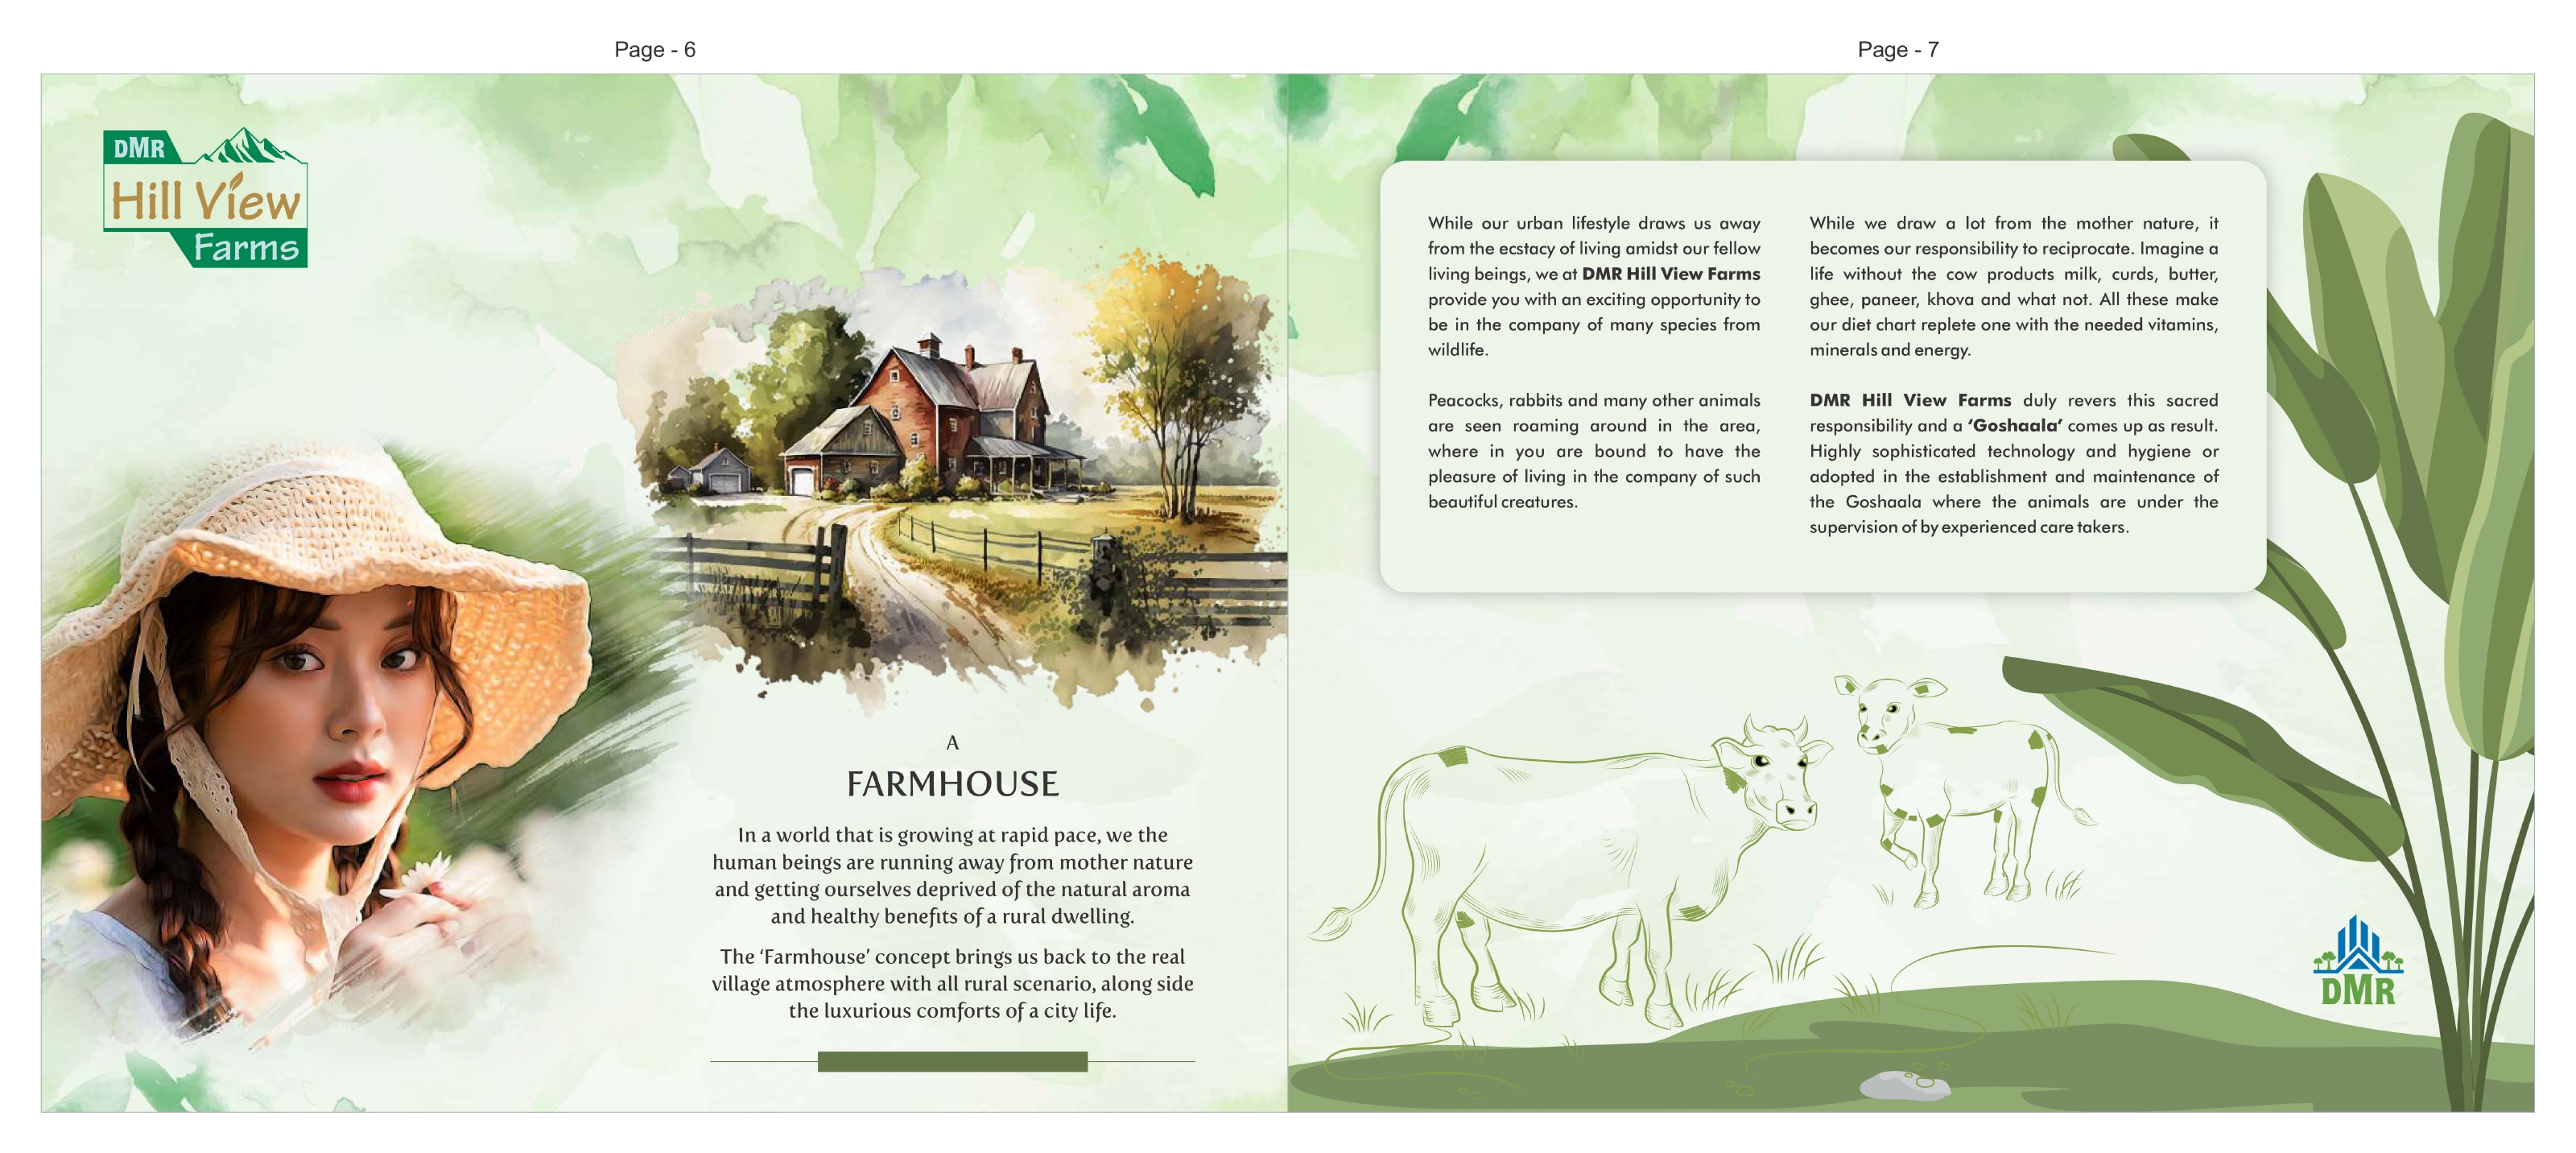 Page - 6
DMR
Hill View
Farms
A
FARMHOUSE
In a world that is growing at rapid pace, we the
human beings are running away from mother nature
and getting ourselves deprived of the natural aroma
and healthy benefits of a rural dwelling.
The ‘Farmhouse’ concept brings us back to the real
village atmosphere with all rural scenario, along side
the luxurious comforts of a city life.
Page - 7
While our urban lifestyle draws us away
from the ecstacy of living amidst our fellow
living beings, we at DMR Hill View Farms
provide you with an exciting opportunity to
be in the company of many species from
wildlife.
Peacocks, rabbits and many other animals
are seen roaming around in the area,
where in you are bound to have the
pleasure of living in the company of such
beautiful creatures.
While we draw a lot from the mother nature, it
becomes our responsibility to reciprocate. Imagine a
life without the cow products milk, curds, butter,
ghee, paneer, khova and what not. All these make
our diet chart replete one with the needed vitamins,
minerals and energy.
DMR Hill View Farms duly revers this sacred
responsibility and a ‘Goshaala’ comes up as result.
Highly sophisticated technology and hygiene or
adopted in the establishment and maintenance of
the Goshaala where the animals are under the
supervision of by experienced care takers.
DMR